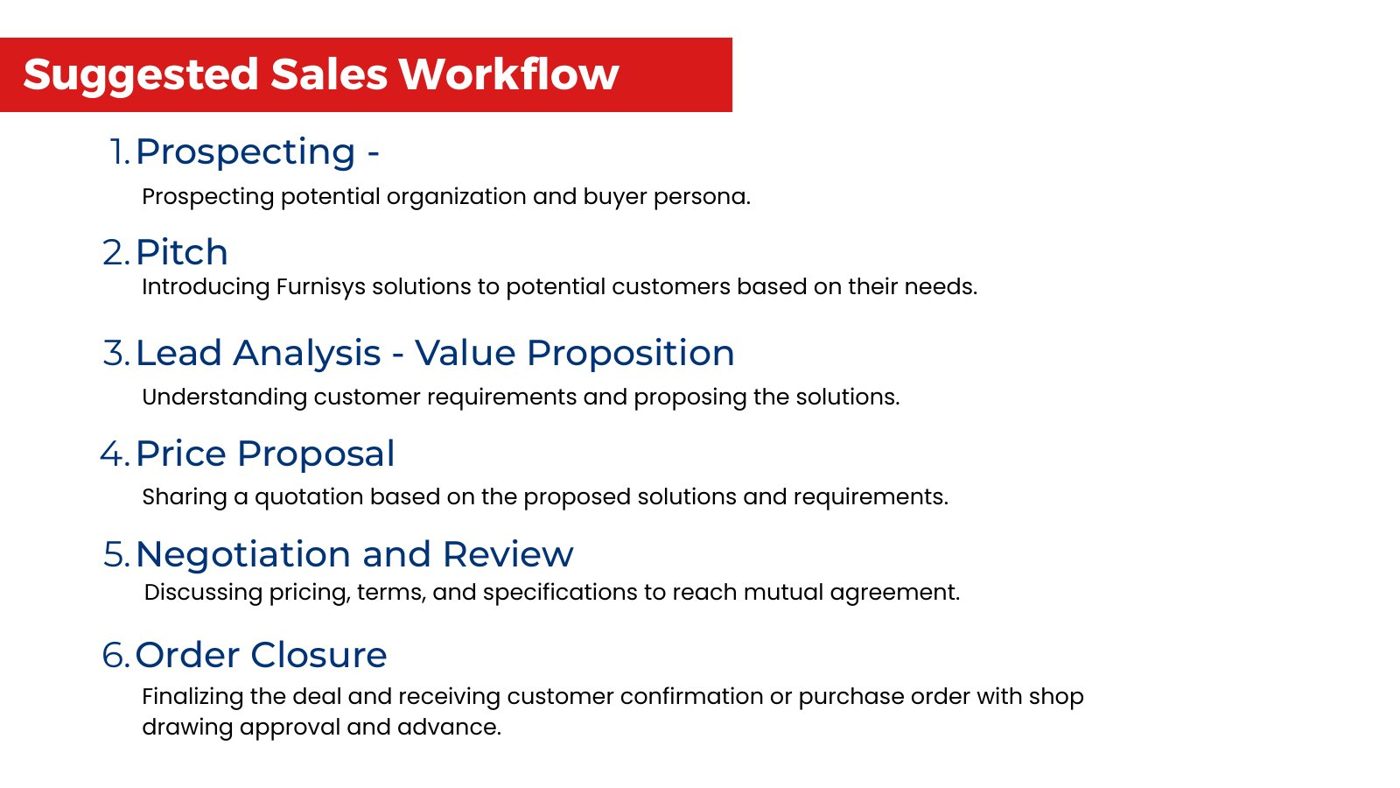 Suggested Sales Workflow
1. Prospecting -
Prospecting potential organization and buyer persona.
2. Pitch
Introducing Furnisys solutions to potential customers based on their needs.
3. Lead Analysis - Value Proposition
Understanding customer requirements and proposing the solutions.
4. Price Proposal
Sharing a quotation based on the proposed solutions and requirements.
5. Negotiation and Review
Discussing pricing, terms, and specifications to reach mutual agreement.
6. Order Closure
Finalizing the deal and receiving customer confirmation or purchase order with shop
drawing approval and advance.